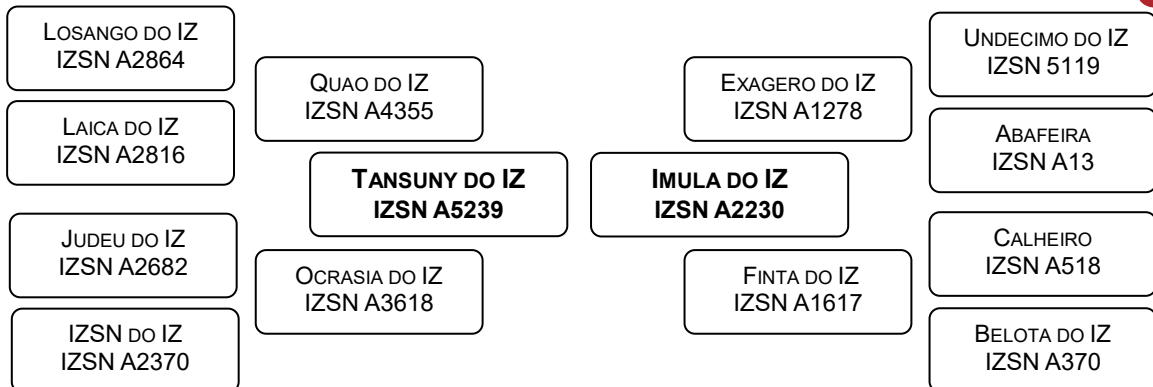 LOSANGO DO IZ
IZSN A2864
LAICA DO IZ
IZSN A2816
JUDEU DO IZ
IZSN A2682
IZSN DO IZ
IZSN A2370
QUAO DO IZ
IZSN A4355
OCRASIA DO IZ
IZSN A3618
TANSUNY DO IZ
IZSN A5239
IMULA DO IZ
IZSN A2230
EXAGERO DO IZ
IZSN A1278
FINTA DO IZ
IZSN A1617
UNDECIMO DO IZ
IZSN 5119
ABAFEIRA
IZSN A13
CALHEIRO
IZSN A518
BELOTA DO IZ
IZSN A370